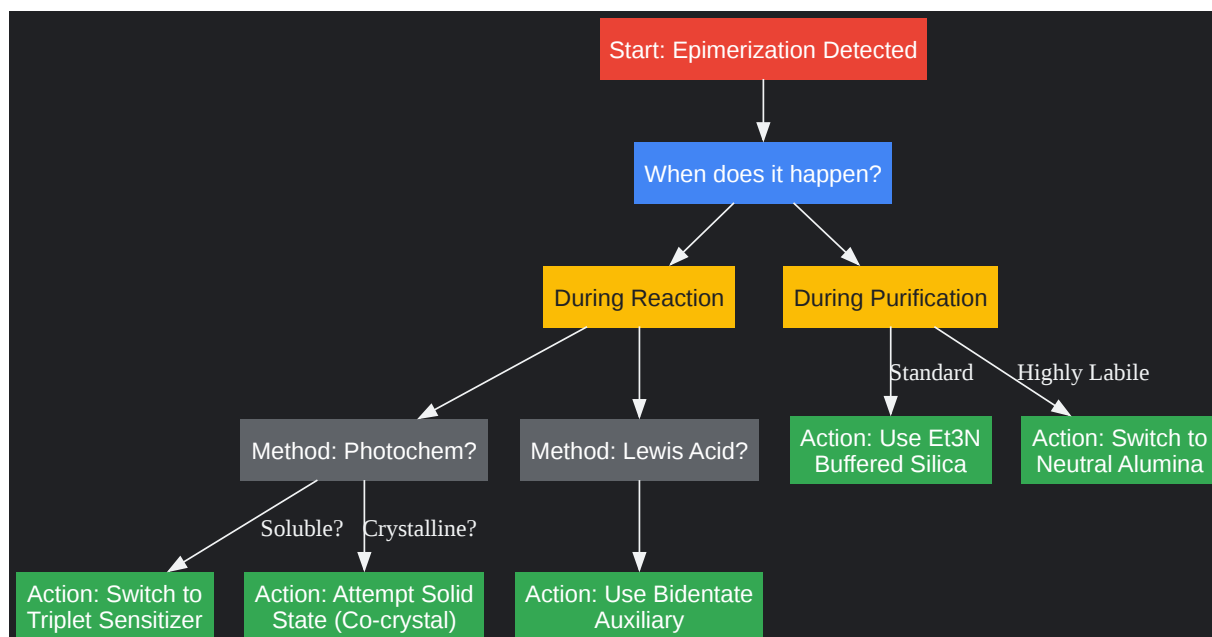 Start: Epimerization Detected
When does it happen?
During Reaction
During Purification
Standard
Highly Labile
Method: Photochem?
Method: Lewis Acid?
Action: Use Et3N
Buffered Silica
Action: Switch to
Neutral Alumina
Soluble?
Crystalline?
Action: Switch to
Triplet Sensitizer
Action: Attempt Solid
State (Co-crystal)
Action: Use Bidentate
Auxiliary